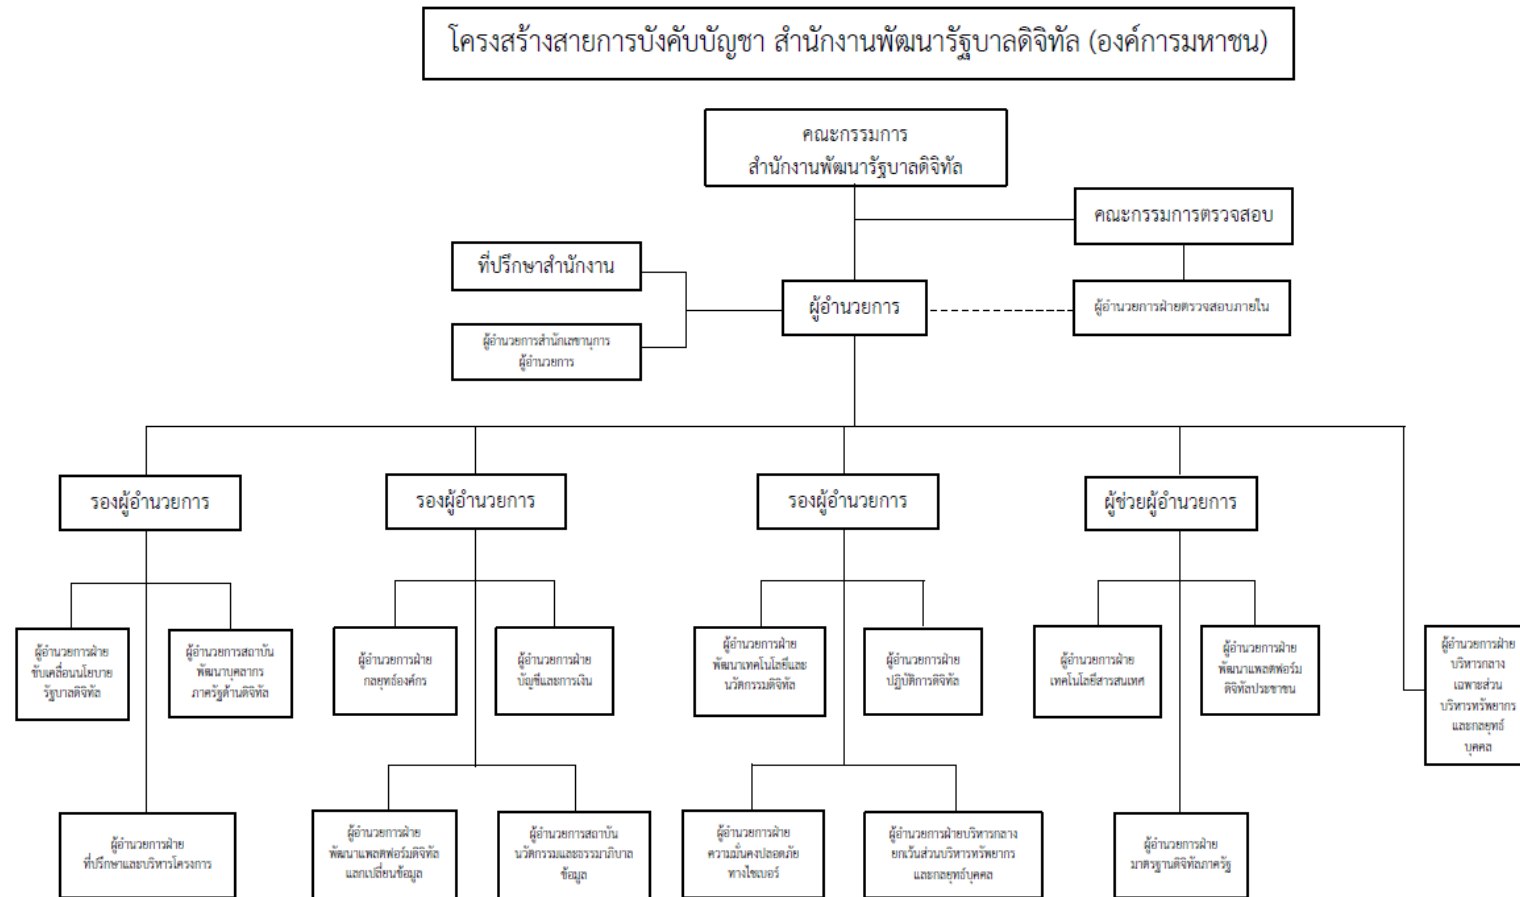 โครงสร้างสายการบังคับบัญชา สำนักงานพัฒนารัฐบาลดิจิทัล (องค์การมหาชน)
คณะกรรมการ
สำนักงานพัฒนารัฐบาลดิจิทัล
คณะกรรมการตรวจสอบ
ที่ปรึกษาสำนักงาน
ผู้อำนวยการ
ผู้อำนวยการฝ่ายตรวจสอบภายใน
ผู้อำนวยการสำนักเลขานุการ
ผู้อำนวยการ
รองผู้อำนวยการ
รองผู้อำนวยการ
รองผู้อำนวยการ
ผู้ช่วยผู้อำนวยการ
ผู้อำนวยการฝ่าย
ขับเคลื่อนนโยบาย
รัฐบาลดิจิทัล
ผู้อำนวยการสถาบัน
พัฒนาบุคลากร
ภาครัฐด้านดิจิทัล
ผู้อำนวยการฝ่าย
กลยุทธ์องค์กร
ผู้อำนวยการฝ่าย
บัญชีและการเงิน
ผู้อำนวยการฝ่าย
พัฒนาเทคโนโลยีและ
นวัตกรรมดิจิทัล
ผู้อำนวยการฝ่าย
ปฏิบัติการดิจิทัล
ผู้อำนวยการฝ่าย
เทคโนโลยีสารสนเทศ
ผู้อำนวยการฝ่าย
พัฒนาแพลตฟอร์ม
ดิจิทัลประชาชน
ผู้อำนวยการฝ่าย
บริหารกลาง
เฉพาะส่วน
บริหารทรัพยากร
และกลยุทธ์
บุคคล
ผู้อำนวยการฝ่าย
ที่ปรึกษาและบริหารโครงการ
ผู้อำนวยการฝ่าย
พัฒนาแพลตฟอร์มดิจิทัล
แลกเปลี่ยนข้อมูล
ผู้อำนวยการสถาบัน
นวัตกรรมและธรรมาภิบาล
ข้อมูล
ผู้อำนวยการฝ่าย
ความมั่นคงปลอดภัย
ทางไซเบอร์
ผู้อำนวยการฝ่ายบริหารกลาง
ยกเว้นส่วนบริหารทรัพยากร
และกลยุทธ์บุคคล
ผู้อำนวยการฝ่าย
มาตรฐานดิจิทัลภาครัฐ